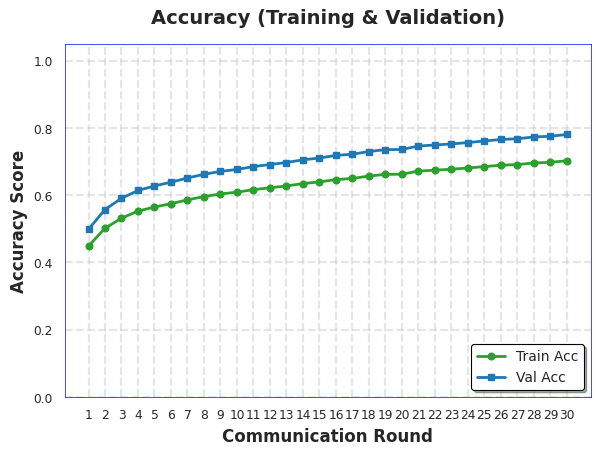 Accuracy (Training & Validation)
1.0
0.8
0.6
0.4
0.2
0.0
Accuracy Score
1 2 3 4 5 6 7 8 9 10 11 12 13 14 15 16 17 18 19 20 21 22 23 24 25 26 27 28 29 30
Communication Round
Train Acc
Val Acc